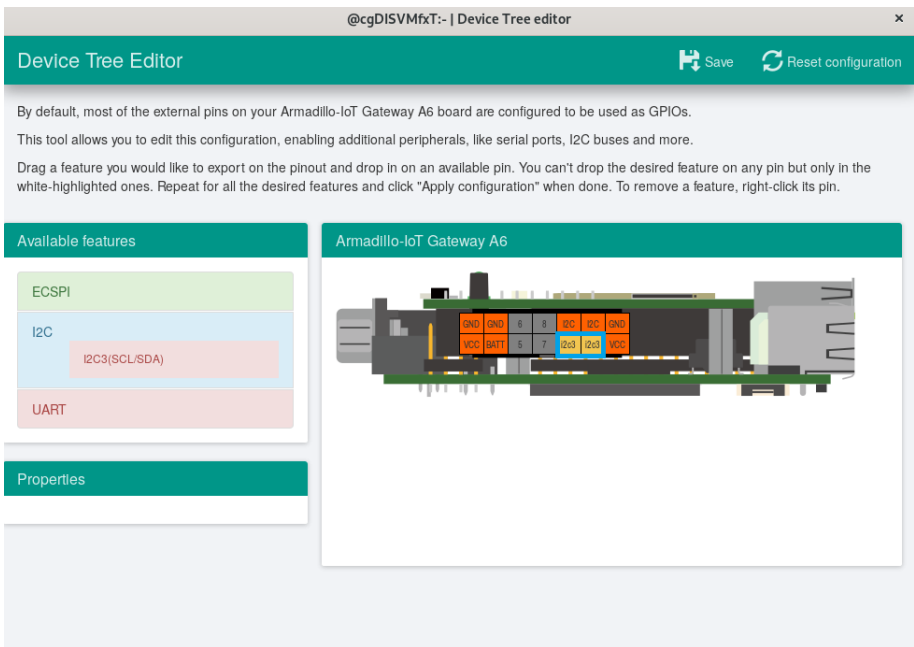 @cgDISVMfxT:~ | Device Tree editor ×
Device Tree Editor
Save
Reset configuration
By default, most of the external pins on your Armadillo-IoT Gateway A6 board are configured to be used as GPIOs.
This tool allows you to edit this configuration, enabling additional peripherals, like serial ports, I2C buses and more.
Drag a feature you would like to export on the pinout and drop in on an available pin. You can't drop the desired feature on any pin but only in the
white-highlighted ones. Repeat for all the desired features and click "Apply configuration" when done. To remove a feature, right-click its pin.
Available features
ECSPI
I2C
I2C3(SCL/SDA)
UART
Properties
Armadillo-IoT Gateway A6
GND GND 6 8 I2C I2C GND
VCC BATT 5 7 i2c3 i2c3 VCC